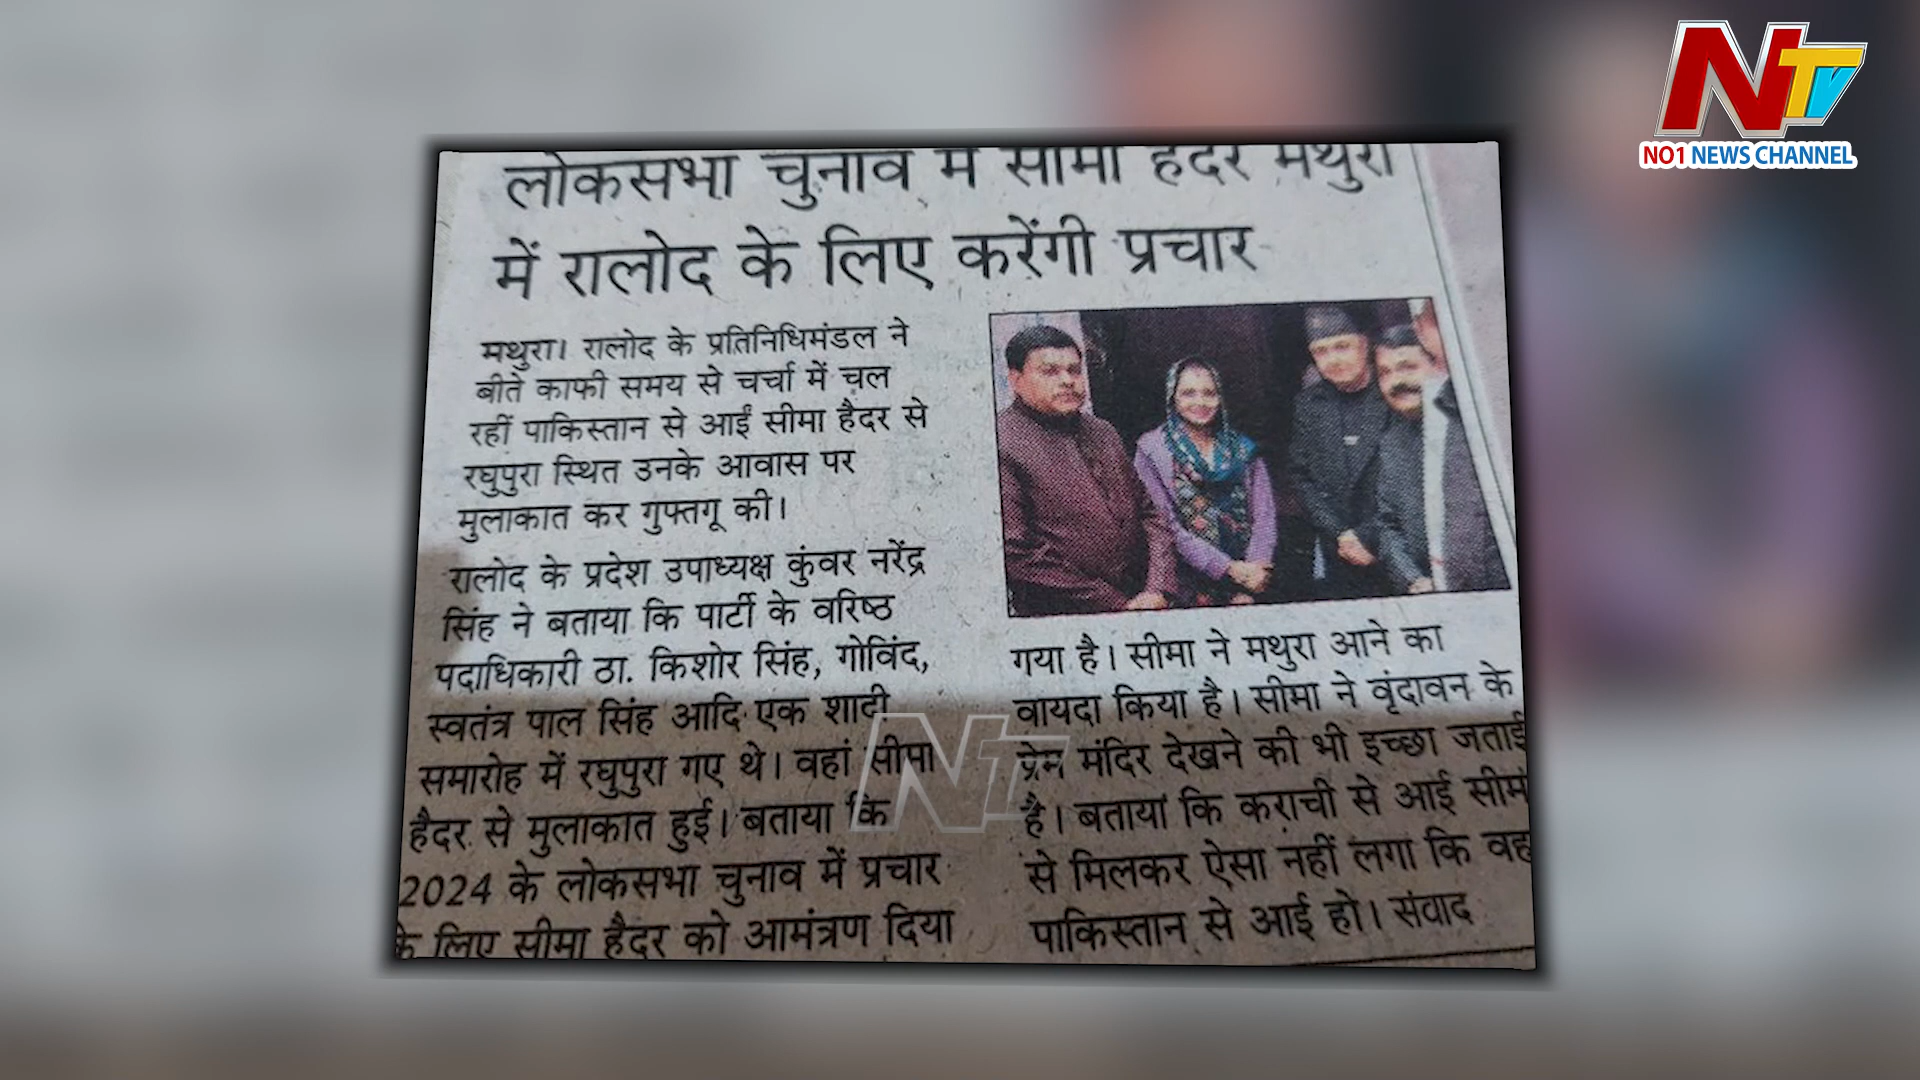 NTV
NO1 NEWS CHANNEL
लोकसभा चुनाव में सीमा हैदर मथुरा
में रालोद के लिए करेंगी प्रचार
मथुरा। रालोद के प्रतिनिधिमंडल ने
बीते काफी समय से चर्चा में चल
रहीं पाकिस्तान से आईं सीमा हैदर से
रघुपुरा स्थित उनके आवास पर
मुलाकात कर गुफ्तगू की।
रालोद के प्रदेश उपाध्यक्ष कुंवर नरेंद्र
सिंह ने बताया कि पार्टी के वरिष्ठ
पदाधिकारी ठा. किशोर सिंह, गोविंद,
स्वतंत्र पाल सिंह आदि एक शादी
समारोह में रघुपुरा गए थे। वहां सीमा
हैदर से मुलाकात हुई। बताया कि
2024 के लोकसभा चुनाव में प्रचार
के लिए सीमा हैदर को आमंत्रण दिया
गया है। सीमा ने मथुरा आने का
वायदा किया है। सीमा ने वृंदावन के
प्रेम मंदिर देखने की भी इच्छा जताई
है। बताया कि कराची से आई सीमा
से मिलकर ऐसा नहीं लगा कि वह
पाकिस्तान से आई हो। संवाद
NT